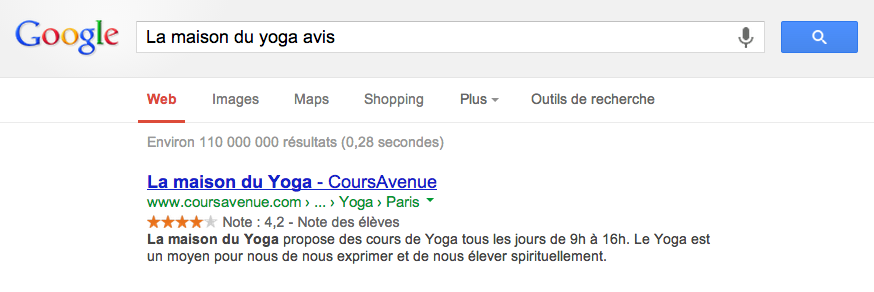 Google La maison du yoga avis
Web Images Maps Shopping Plus Outils de recherche
Environ 110 000 000 résultats (0,28 secondes)
La maison du Yoga - CoursAvenue
www.coursavenue.com › ... › Yoga › Paris
Note : 4,2 - Note des élèves
La maison du Yoga propose des cours de Yoga tous les jours de 9h à 16h. Le Yoga est
un moyen pour nous de nous exprimer et de nous élever spirituellement.